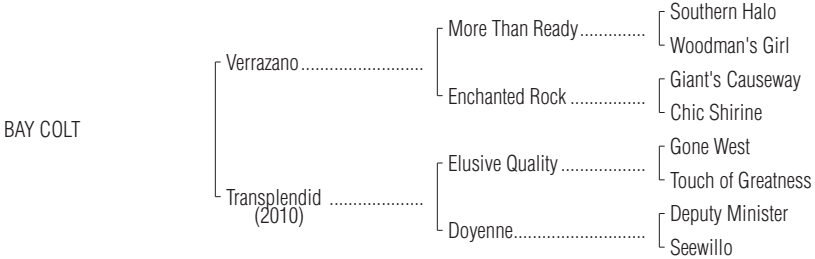 Southern Halo
More Than Ready..............
Woodman's Girl
Verrazano..........................
Giant's Causeway
Enchanted Rock ................
Chic Shirine
BAY COLT
Gone West
Elusive Quality ..................
Touch of Greatness
Transplendid ....................
(2010)
Deputy Minister
Doyenne............................
Seewillo